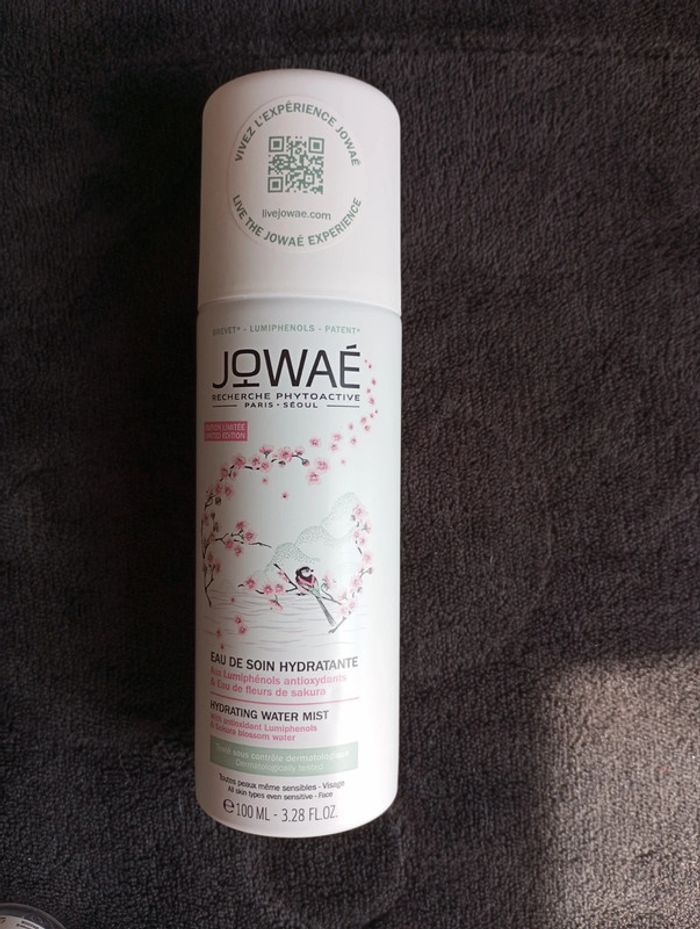 VIVEZ L'EXPÉRIENCE JOWAÉ
livejowae.com
LIVE THE JOWAÉ EXPERIENCE
BREVET* - LUMIPHENOLS - PATENT*
JOWAÉ
RECHERCHE PHYTOACTIVE
PARIS • SÉOUL
ÉDITION LIMITÉE
LIMITED EDITION
EAU DE SOIN HYDRATANTE
Aux Lumiphénols antioxydants
& Eau de fleurs de sakura
HYDRATING WATER MIST
With antioxidant Lumiphenols
& Sakura blossom water
Testé sous contrôle dermatologique
Dermatologically tested
Toutes peaux même sensibles - Visage
All skin types even sensitive - Face
℮100 ML - 3.28 FL.OZ.